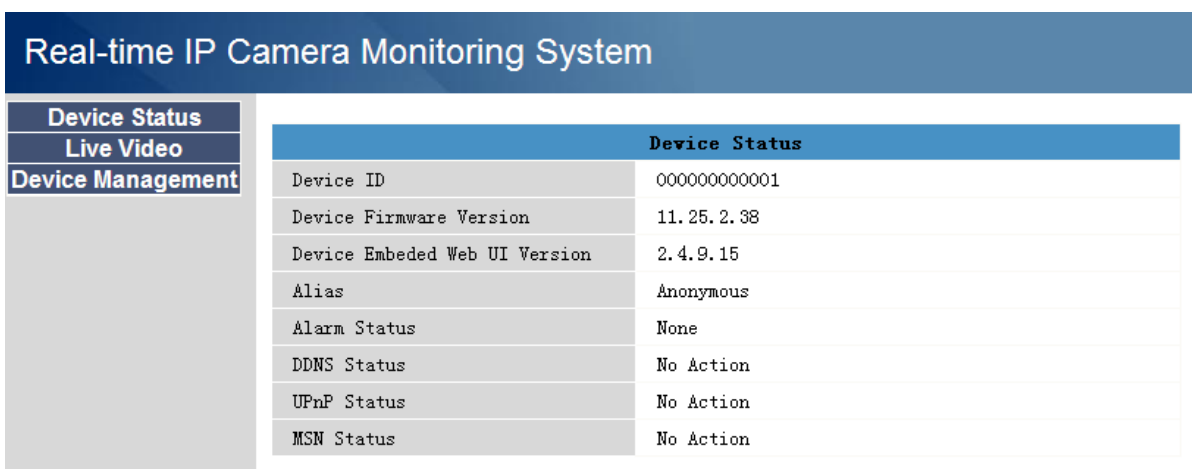 Real-time IP Camera Monitoring System
Device Status
Live Video
Device Management
Device Status
Device ID 000000000001
Device Firmware Version 11.25.2.38
Device Embeded Web UI Version 2.4.9.15
Alias Anonymous
Alarm Status None
DDNS Status No Action
UPnP Status No Action
MSN Status No Action